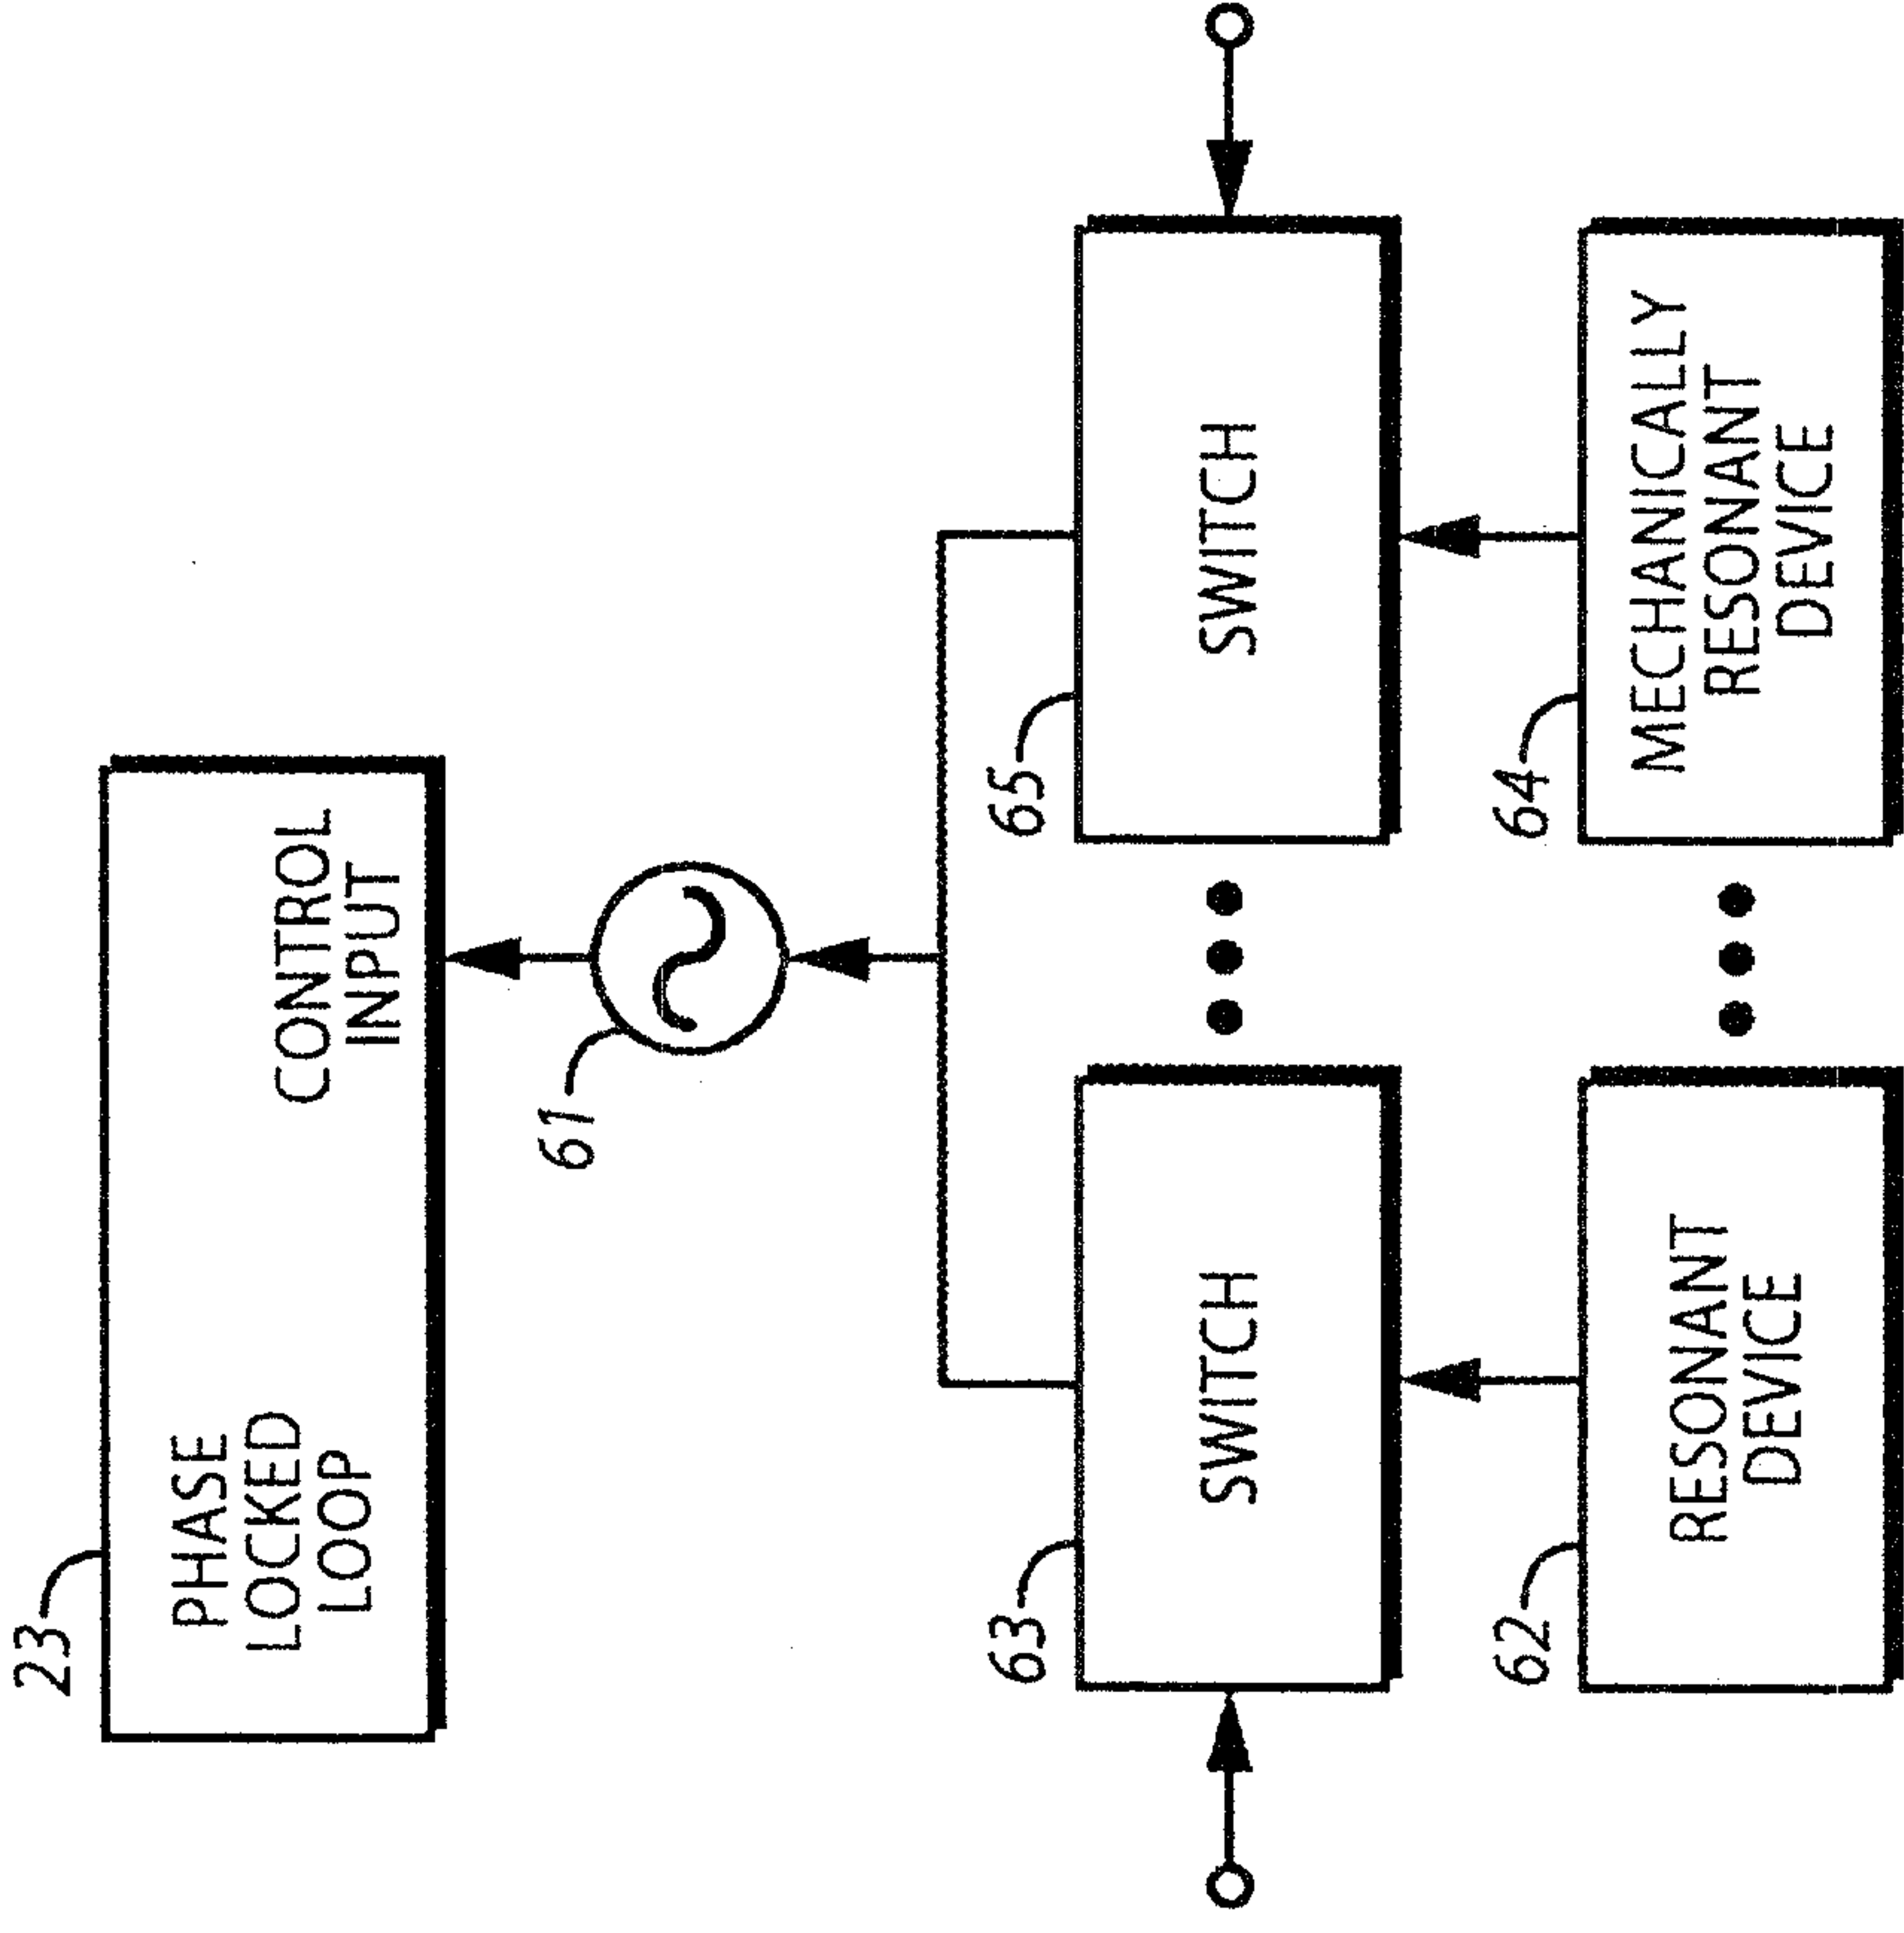 23
PHASE
LOCKED
LOOP
CONTROL
INPUT
61
63
SWITCH
65
SWITCH
62
RESONANT
DEVICE
64
MECHANICALLY
RESONANT
DEVICE